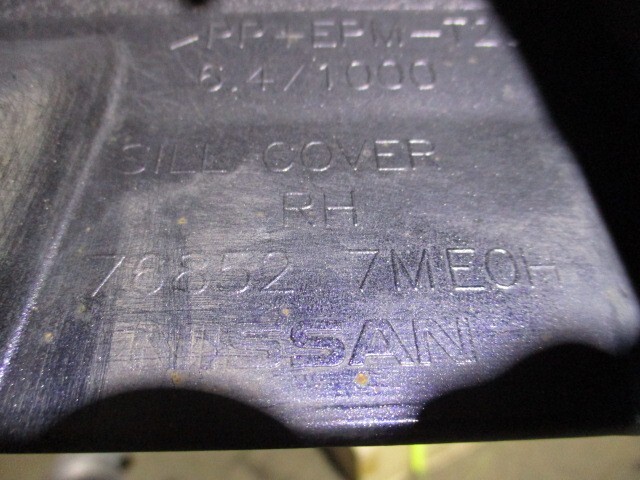 >PP+EPM-T2
6.4/1000
SILL COVER
RH
76852 7ME0H
NISSAN